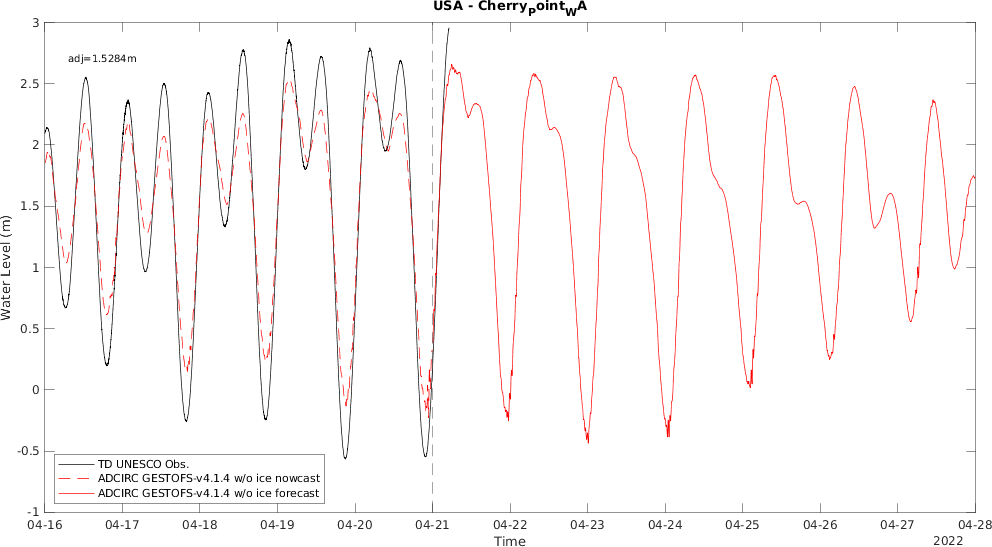 USA - CherryPointWA
3
2.5
2
1.5
1
0.5
0
-0.5
-1
Water Level (m)
adj=1.5284m
TD UNESCO Obs.
ADCIRC GESTOFS-v4.1.4 w/o ice nowcast
ADCIRC GESTOFS-v4.1.4 w/o ice forecast
04-16 04-17 04-18 04-19 04-20 04-21 04-22 04-23 04-24 04-25 04-26 04-27 04-28
Time
2022